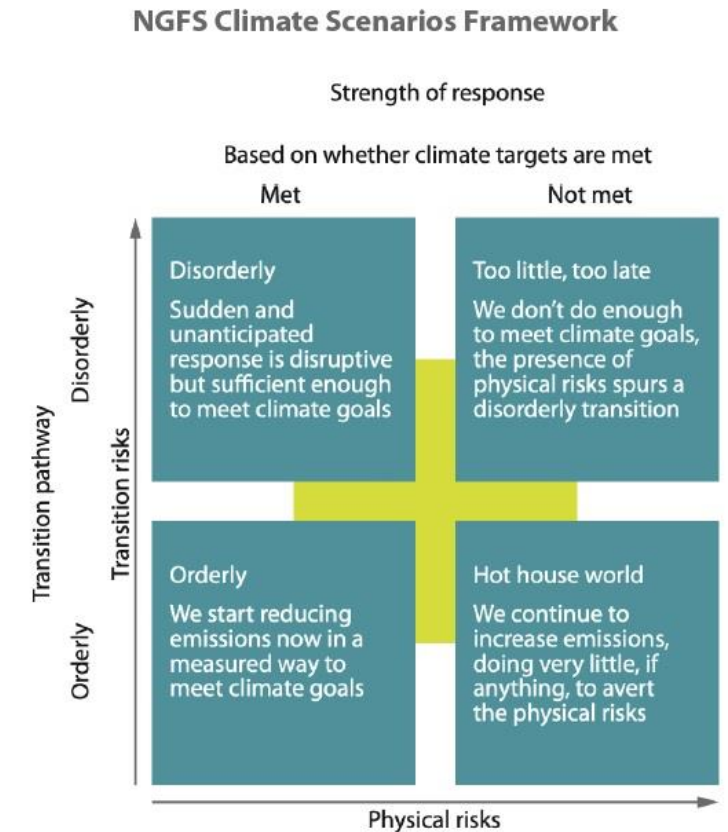 NGFS Climate Scenarios Framework
Strength of response
Based on whether climate targets are met
Met
Not met
Transition pathway
Disorderly
Orderly
Transition risks
Disorderly
Sudden and
unanticipated
response is disruptive
but sufficient enough
to meet climate goals
Too little, too late
We don’t do enough
to meet climate goals,
the presence of
physical risks spurs a
disorderly transition
Orderly
We start reducing
emissions now in a
measured way to
meet climate goals
Hot house world
We continue to
increase emissions,
doing very little, if
anything, to avert
the physical risks
Physical risks